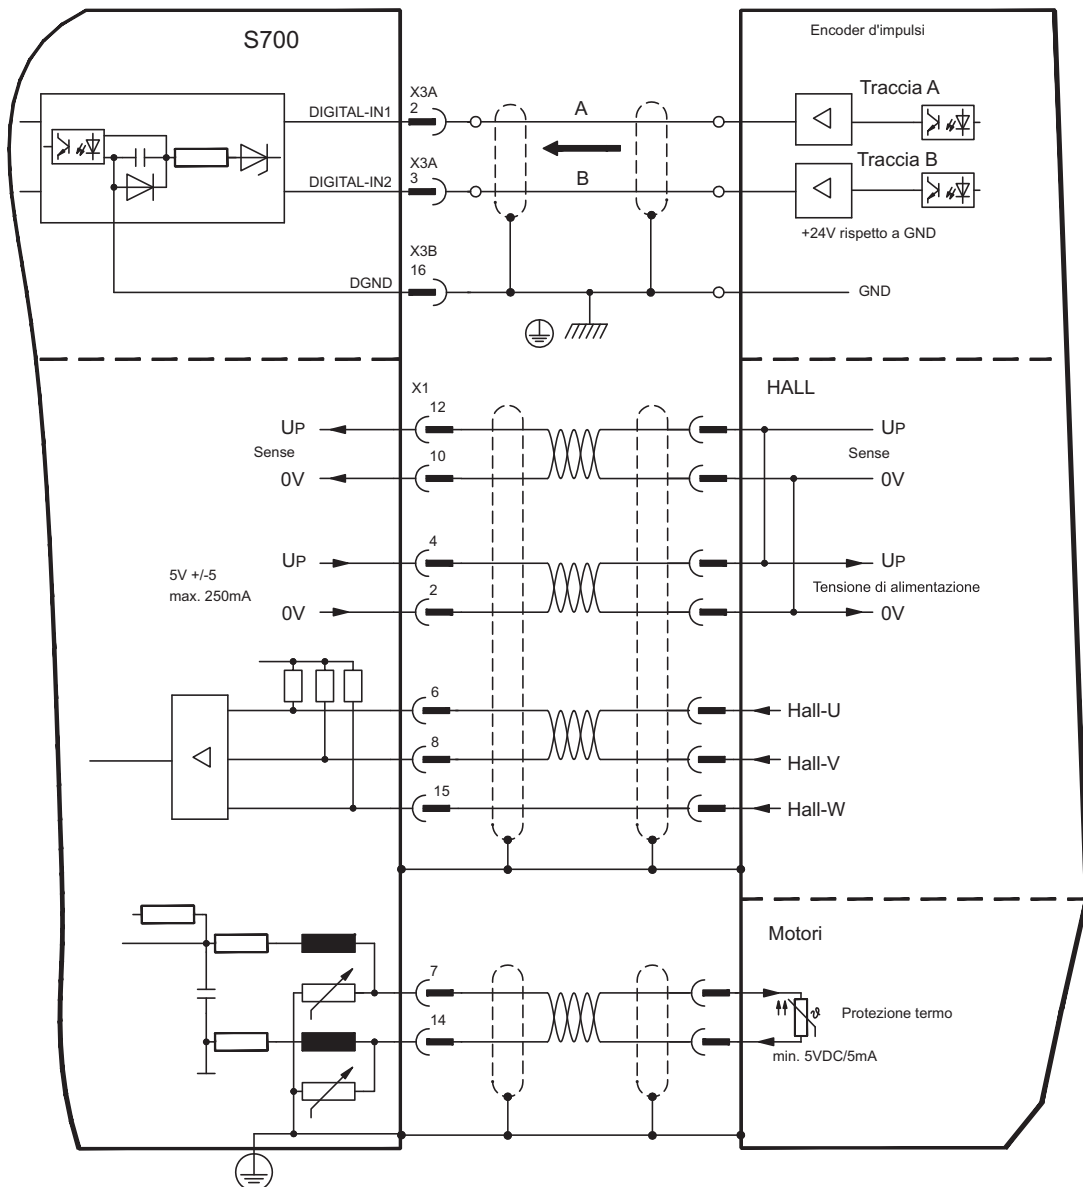 S700
Encoder d'impulsi
X3A
2
DIGITAL-IN1
A
Traccia A
X3A
3
DIGITAL-IN2
B
Traccia B
+24V rispetto a GND
X3B
16
DGND
GND
X1
HALL
12
UP
UP
Sense
Sense
10
0V
0V
4
UP
UP
5V +/-5
max. 250mA
Tensione di alimentazione
2
0V
0V
6
Hall-U
8
Hall-V
15
Hall-W
Motori
7
14
ϑ
Protezione termo
min. 5VDC/5mA